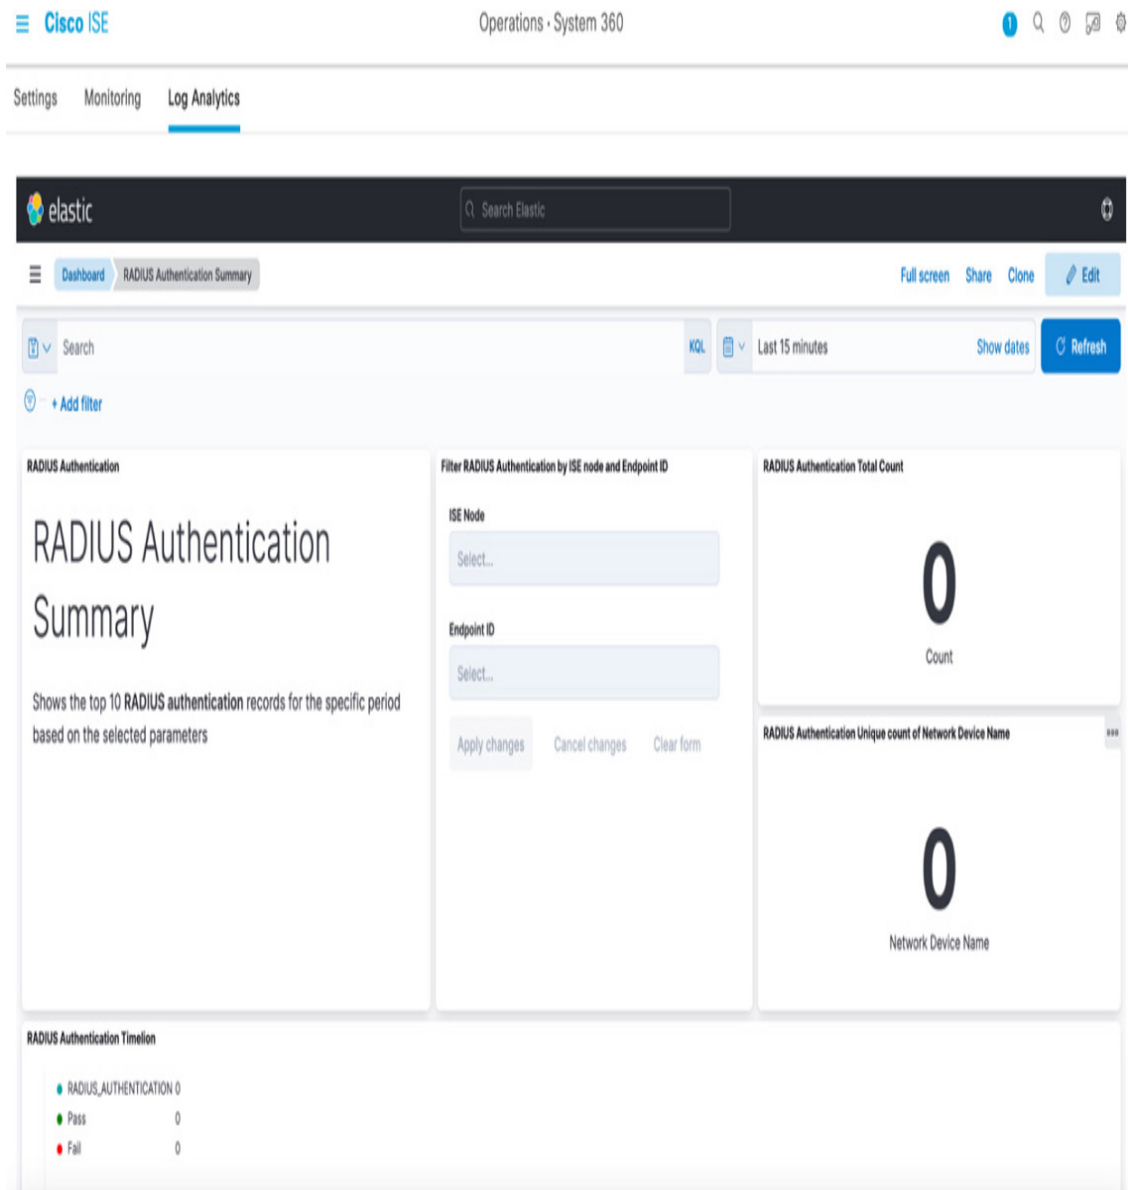 Cisco ISE
Operations · System 360
1
Settings
Monitoring
Log Analytics
elastic
Search Elastic
Dashboard
RADIUS Authentication Summary
Full screen
Share
Clone
Edit
Search
KQL
Last 15 minutes
Show dates
Refresh
+ Add filter
RADIUS Authentication
RADIUS Authentication
Summary
Shows the top 10 RADIUS authentication records for the specific period
based on the selected parameters
Filter RADIUS Authentication by ISE node and Endpoint ID
ISE Node
Select...
Endpoint ID
Select...
Apply changes
Cancel changes
Clear form
RADIUS Authentication Total Count
0
Count
RADIUS Authentication Unique count of Network Device Name
0
Network Device Name
RADIUS Authentication Timelion
RADIUS_AUTHENTICATION 0
Pass 0
Fail 0